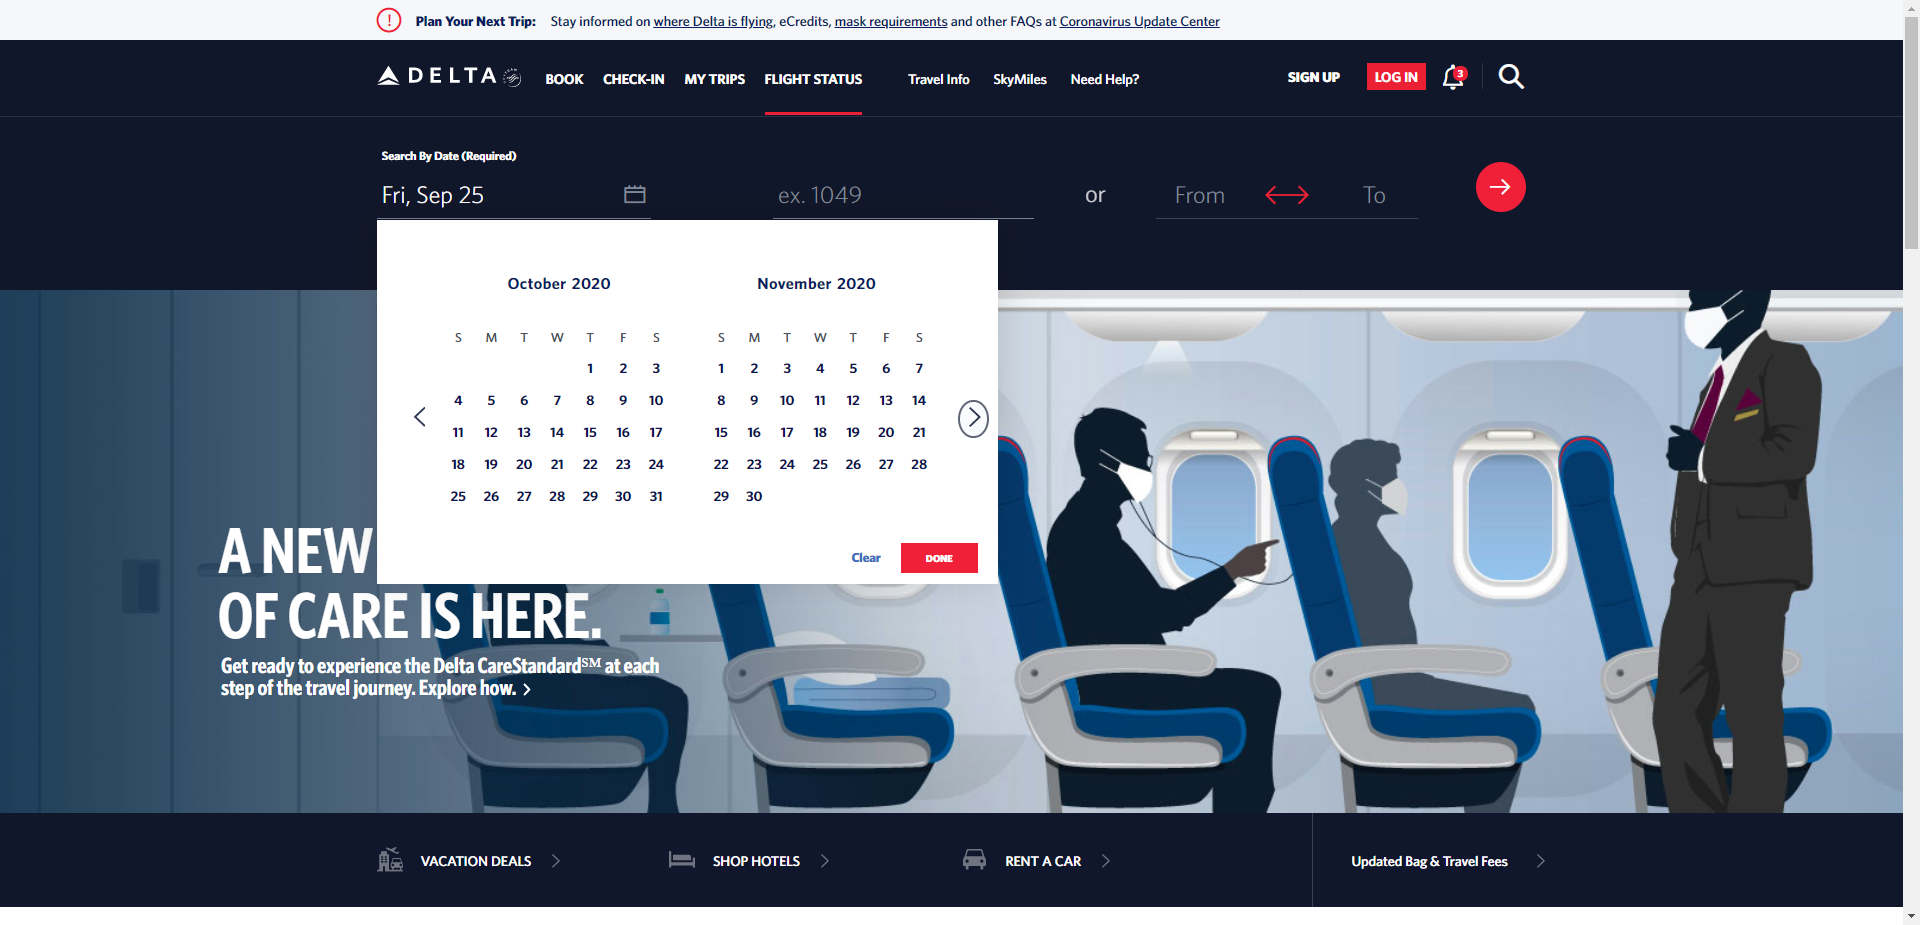 Plan Your Next Trip: Stay informed on where Delta is flying, eCredits, mask requirements and other FAQs at Coronavirus Update Center
DELTA BOOK CHECK-IN MY TRIPS FLIGHT STATUS Travel Info SkyMiles Need Help? SIGN UP LOG IN 3
Search By Date (Required)
Fri, Sep 25 ex. 1049 or From To
October 2020 November 2020
S M T W T F S S M T W T F S
1 2 3 1 2 3 4 5 6 7
4 5 6 7 8 9 10 8 9 10 11 12 13 14
11 12 13 14 15 16 17 15 16 17 18 19 20 21
18 19 20 21 22 23 24 22 23 24 25 26 27 28
25 26 27 28 29 30 31 29 30
Clear DONE
A NEW
OF CARE IS HERE.
Get ready to experience the Delta CareStandard℠ at each
step of the travel journey. Explore how.
VACATION DEALS SHOP HOTELS RENT A CAR Updated Bag & Travel Fees